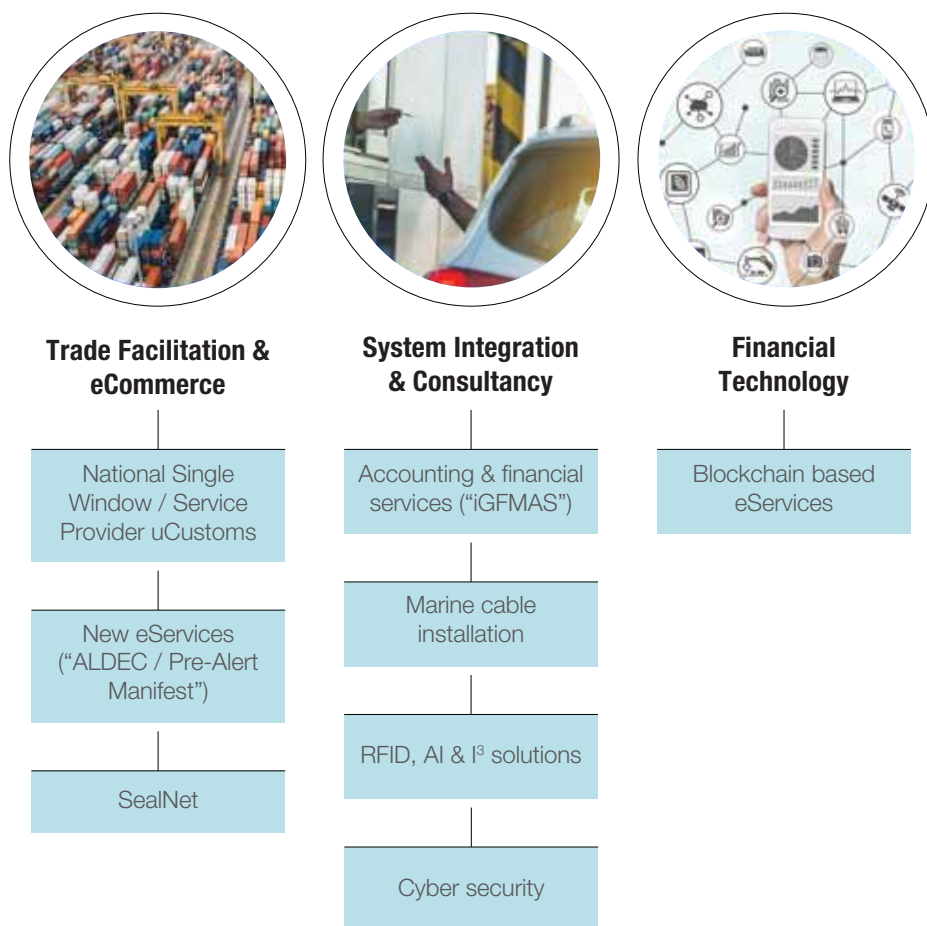 Trade Facilitation &
eCommerce
National Single
Window / Service
Provider uCustoms
New eServices
(“ALDEC / Pre-Alert
Manifest”)
SealNet
System Integration
& Consultancy
Accounting & financial
services (“iGFMAS”)
Marine cable
installation
RFID, AI & I³ solutions
Cyber security
Financial
Technology
Blockchain based
eServices